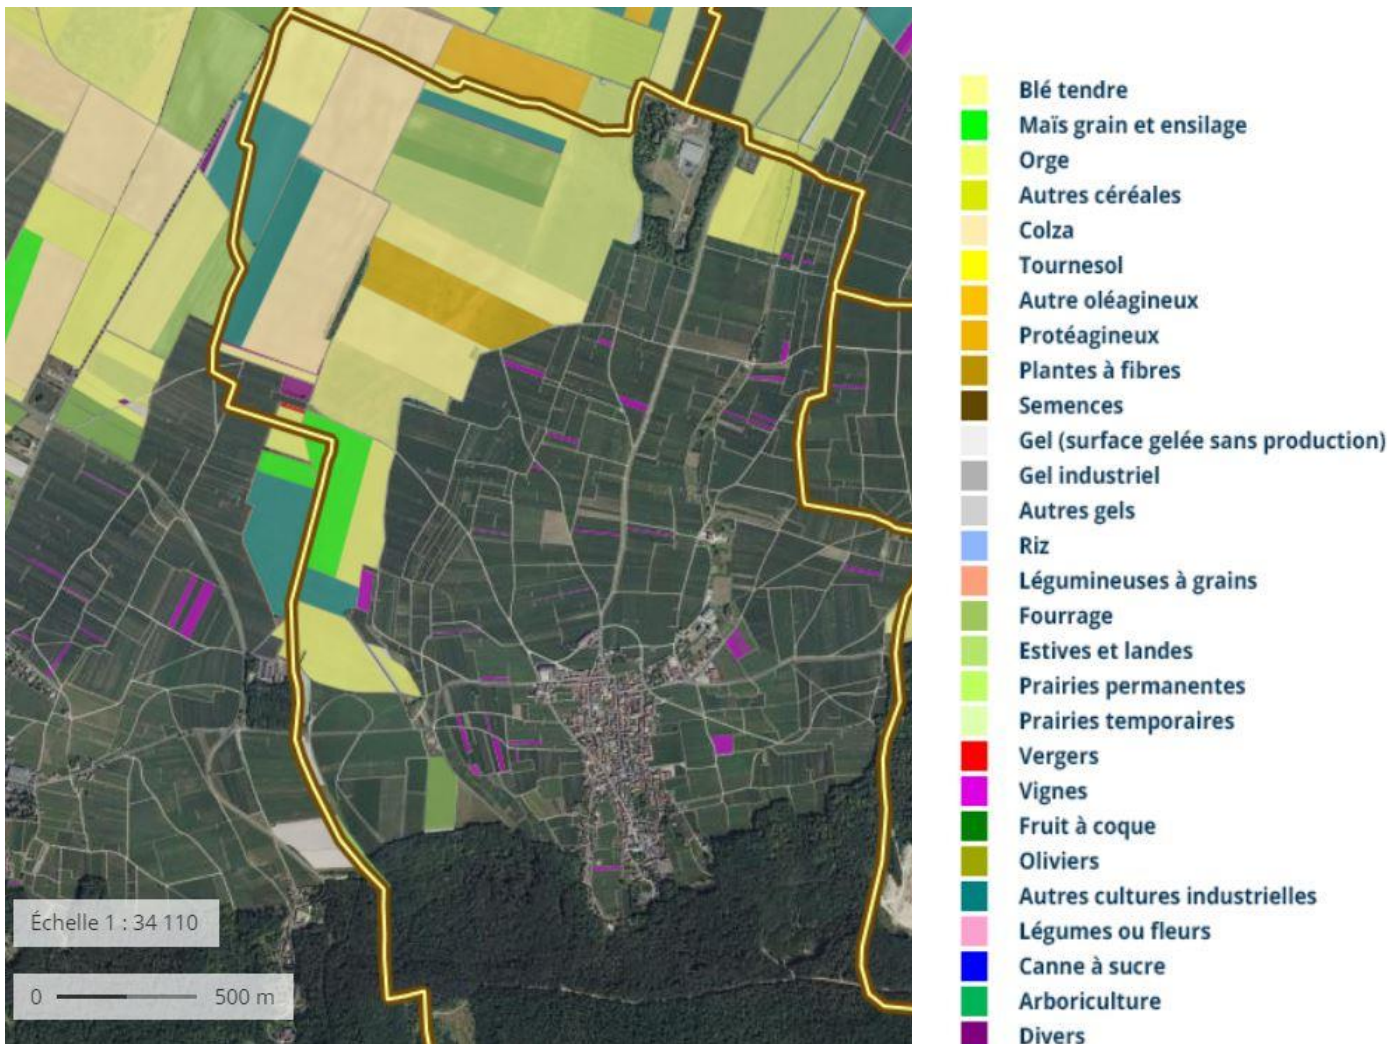 Blé tendre
Maïs grain et ensilage
Orge
Autres céréales
Colza
Tournesol
Autre oléagineux
Protéagineux
Plantes à fibres
Semences
Gel (surface gelée sans production)
Gel industriel
Autres gels
Riz
Légumineuses à grains
Fourrage
Estives et landes
Prairies permanentes
Prairies temporaires
Vergers
Vignes
Fruit à coque
Oliviers
Autres cultures industrielles
Légumes ou fleurs
Canne à sucre
Arboriculture
Divers
Échelle 1 : 34 110
0 500 m